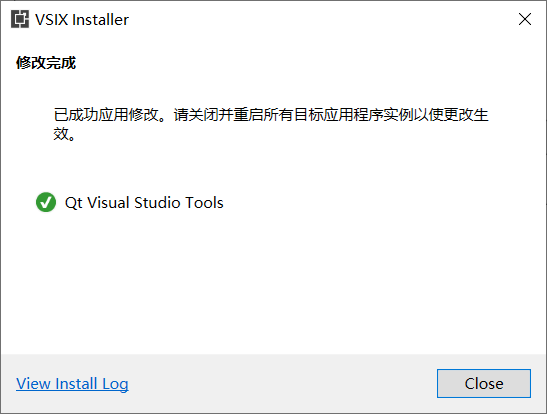 VSIX Installer
修改完成
已成功应用修改。请关闭并重启所有目标应用程序实例以使更改生
效。
Qt Visual Studio Tools
View Install Log
Close